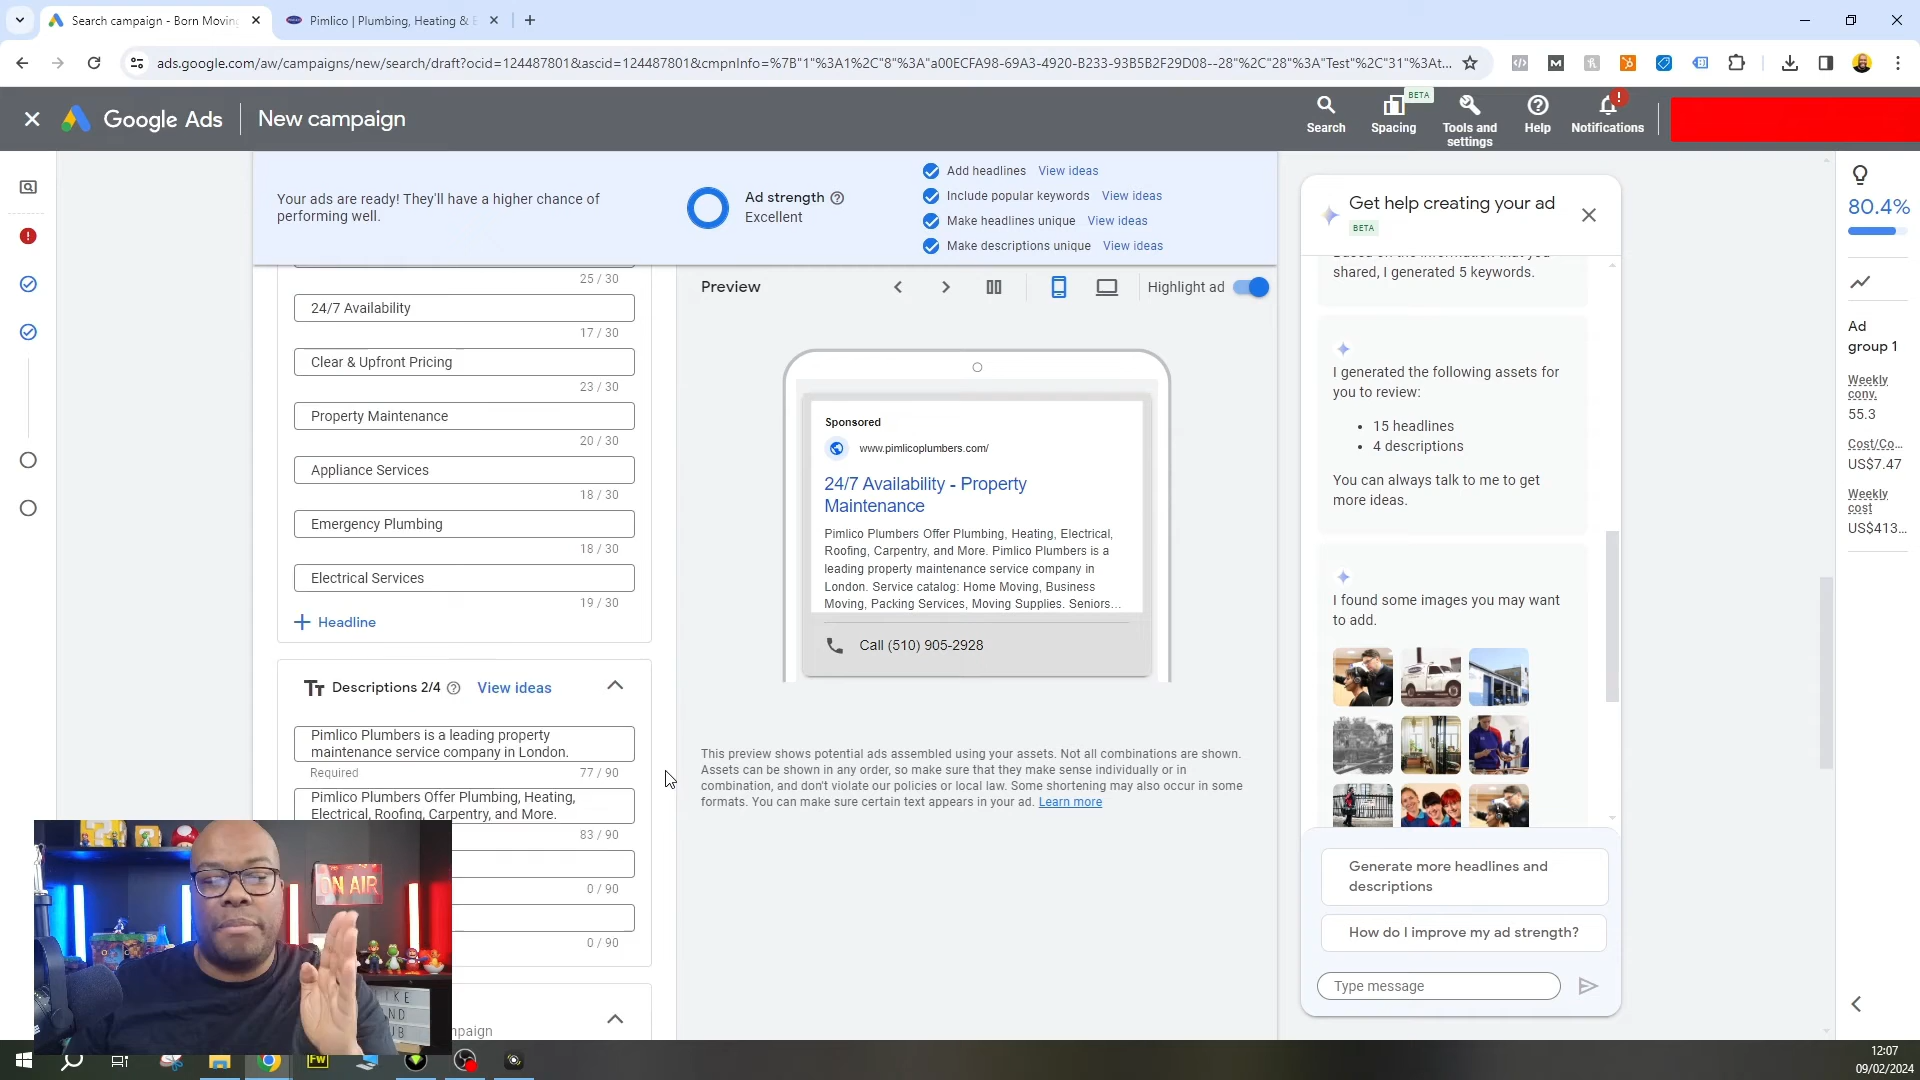 Search campaign - Born Moving
Pimlico | Plumbing, Heating & E
ads.google.com/aw/campaigns/new/search/draft?ocid=124487801&ascid=124487801&cmpnInfo=%7B"1"%3A1%2C"8"%3A"a00ECFA98-69A3-4920-B233-93B5B2F29D08--28"%2C"28"%3A"Test"%2C"31"%3At...
Google Ads
New campaign
BETA
Search
Spacing
Tools and settings
Help
Notifications
Your ads are ready! They'll have a higher chance of
performing well.
Ad strength
Excellent
Add headlines View ideas
Include popular keywords View ideas
Make headlines unique View ideas
Make descriptions unique View ideas
25 / 30
24/7 Availability
17 / 30
Clear & Upfront Pricing
23 / 30
Property Maintenance
20 / 30
Appliance Services
18 / 30
Emergency Plumbing
18 / 30
Electrical Services
19 / 30
Headline
Tт Descriptions 2/4 View ideas
Pimlico Plumbers is a leading property
maintenance service company in London.
Required 77 / 90
Pimlico Plumbers Offer Plumbing, Heating,
Electrical, Roofing, Carpentry, and More.
83 / 90
0 / 90
0 / 90
npaign
Preview
Highlight ad
Sponsored
www.pimlicoplumbers.com/
24/7 Availability - Property
Maintenance
Pimlico Plumbers Offer Plumbing, Heating, Electrical,
Roofing, Carpentry, and More. Pimlico Plumbers is a
leading property maintenance service company in
London. Service catalog: Home Moving, Business
Moving, Packing Services, Moving Supplies. Seniors...
Call (510) 905-2928
This preview shows potential ads assembled using your assets. Not all combinations are shown.
Assets can be shown in any order, so make sure that they make sense individually or in
combination, and don't violate our policies or local law. Some shortening may also occur in some
formats. You can make sure certain text appears in your ad. Learn more
Get help creating your ad
BETA
Based on the information that you
shared, I generated 5 keywords.
I generated the following assets for
you to review:
• 15 headlines
• 4 descriptions
You can always talk to me to get
more ideas.
I found some images you may want
to add.
Generate more headlines and
descriptions
How do I improve my ad strength?
Type message
80.4%
Ad
group 1
Weekly
conv.
55.3
Cost/Co...
US$7.47
Weekly
cost
US$413...
ON AIR
IKE
ND
UB
FW
12:07
09/02/2024